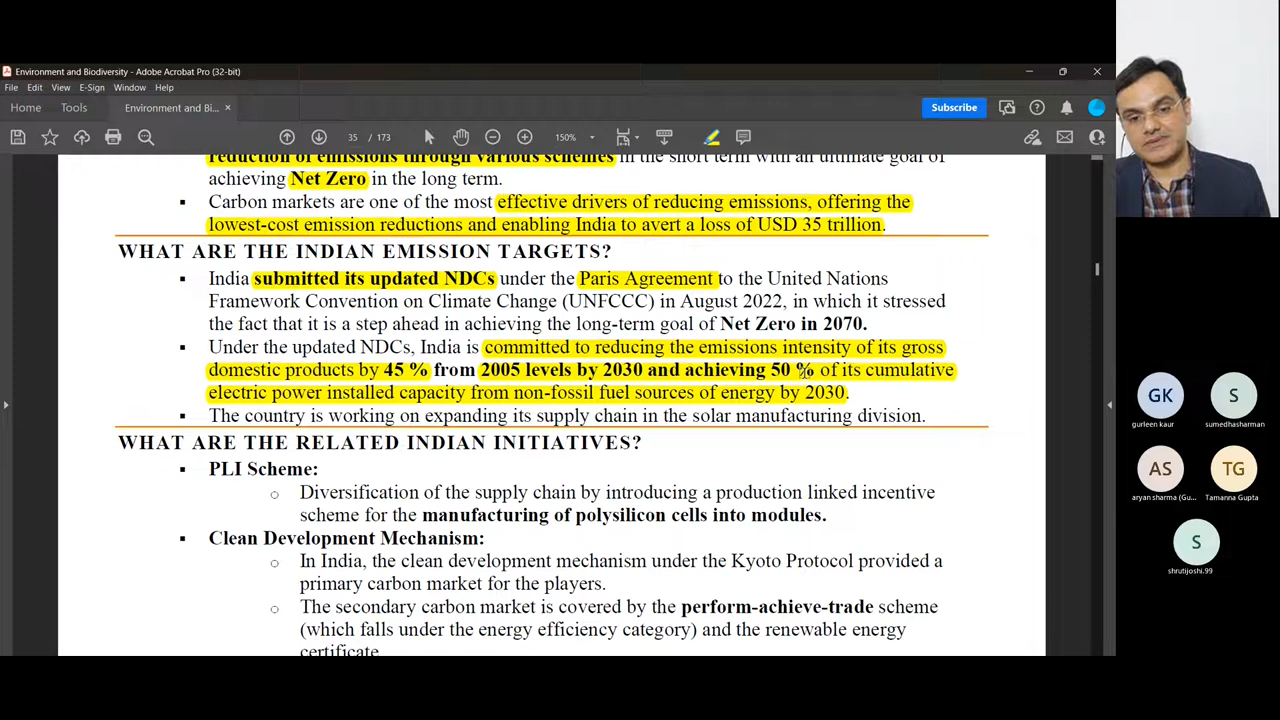 Environment and Biodiversity - Adobe Acrobat Pro (32-bit)
File Edit View E-Sign Window Help
Home Tools Environment and Bi... × Subscribe
35 / 173 150%
reduction of emissions through various schemes in the short term with an ultimate goal of
achieving Net Zero in the long term.
▪ Carbon markets are one of the most effective drivers of reducing emissions, offering the
lowest-cost emission reductions and enabling India to avert a loss of USD 35 trillion.
WHAT ARE THE INDIAN EMISSION TARGETS?
▪ India submitted its updated NDCs under the Paris Agreement to the United Nations
Framework Convention on Climate Change (UNFCCC) in August 2022, in which it stressed
the fact that it is a step ahead in achieving the long-term goal of Net Zero in 2070.
▪ Under the updated NDCs, India is committed to reducing the emissions intensity of its gross
domestic products by 45 % from 2005 levels by 2030 and achieving 50 % of its cumulative
electric power installed capacity from non-fossil fuel sources of energy by 2030.
▪ The country is working on expanding its supply chain in the solar manufacturing division.
WHAT ARE THE RELATED INDIAN INITIATIVES?
▪ PLI Scheme:
○ Diversification of the supply chain by introducing a production linked incentive
scheme for the manufacturing of polysilicon cells into modules.
▪ Clean Development Mechanism:
○ In India, the clean development mechanism under the Kyoto Protocol provided a
primary carbon market for the players.
○ The secondary carbon market is covered by the perform-achieve-trade scheme
(which falls under the energy efficiency category) and the renewable energy
certificate.
GK S
gurleen kaur sumedhasharman
AS TG
aryan sharma (Gu... Tamanna Gupta
S
shrutijoshi.99